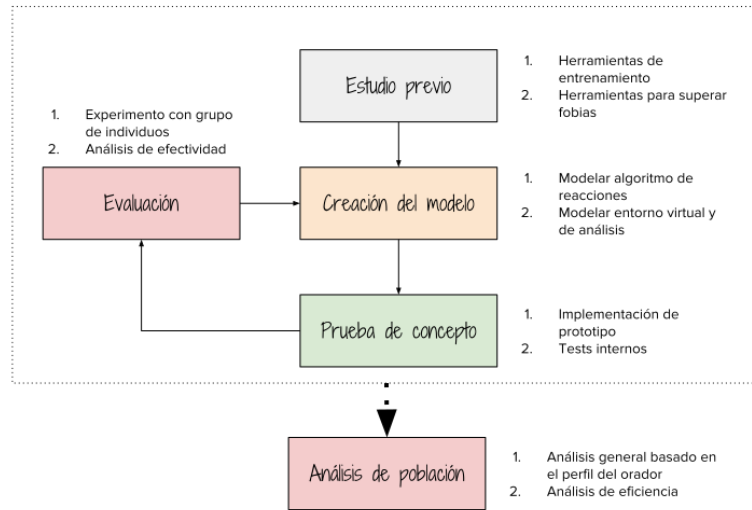 Estudio previo
1. Herramientas de
entrenamiento
2. Herramientas para superar
fobias
1. Experimento con grupo
de individuos
2. Análisis de efectividad
Evaluación
Creación del modelo
1. Modelar algoritmo de
reacciones
2. Modelar entorno virtual y
de análisis
Prueba de concepto
1. Implementación de
prototipo
2. Tests internos
Análisis de población
1. Análisis general basado en
el perfil del orador
2. Análisis de eficiencia